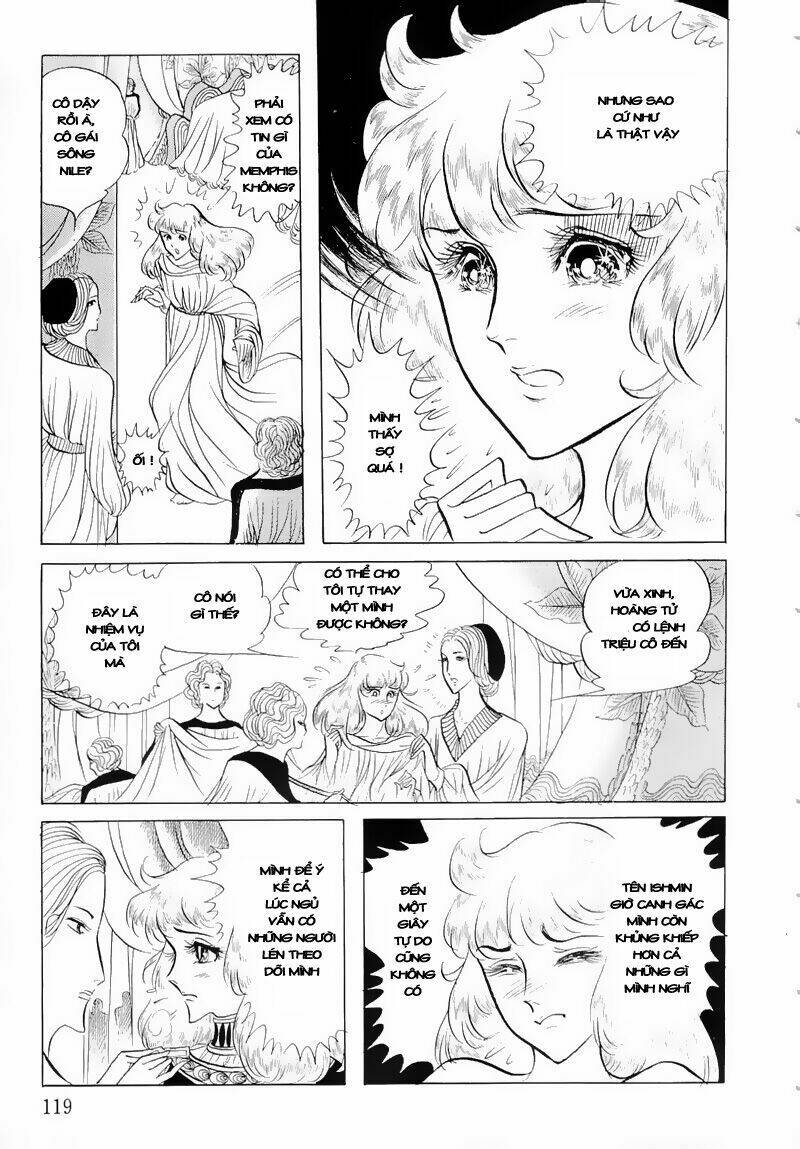 NHƯNG SAO
CỨ NHƯ
LÀ THẬT VẬY
MÌNH
THẤY
SỢ
QUÁ !
PHẢI
XEM CÓ
TIN GÌ
CỦA
MEMPHIS
KHÔNG?
CÔ DẬY
RỒI À,
CÔ GÁI
SÔNG
NILE?
ỐI !
VỪA XINH,
HOÀNG TỬ
CÓ LỆNH
TRIỆU CÔ ĐẾN
CÓ THỂ CHO
TÔI TỰ THAY
MỘT MÌNH
ĐƯỢC KHÔNG?
CÔ NÓI
GÌ THẾ?
ĐÂY LÀ
NHIỆM VỤ
CỦA TÔI
MÀ
TÊN ISHMIN
GIỜ CANH GÁC
MÌNH CÒN
KHỦNG KHIẾP
HƠN CẢ
NHỮNG GÌ
MÌNH NGHĨ
ĐẾN
MỘT
GIÂY
TỰ DO
CŨNG
KHÔNG
CÓ
MÌNH ĐỂ Ý
KỂ CẢ
LÚC NGỦ
VẪN CÓ
NHỮNG NGƯỜI
LÉN THEO
DÕI MÌNH
119